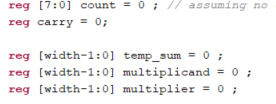 reg [7:0] count = 0 ; // assuming no
reg carry = 0;
reg [width-1:0] temp_sum = 0 ;
reg [width-1:0] multiplicand = 0 ;
reg [width-1:0] multiplier = 0 ;